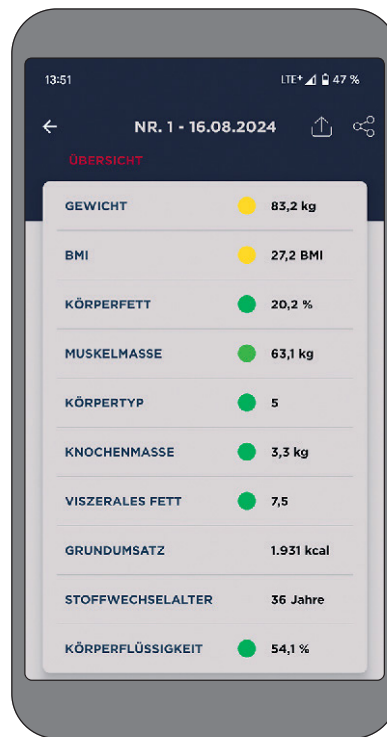 13:51 LTE+ 47 %
NR. 1 - 16.08.2024
ÜBERSICHT
GEWICHT 83,2 kg
BMI 27,2 BMI
KÖRPERFETT 20,2 %
MUSKELMASSE 63,1 kg
KÖRPERTYP 5
KNOCHENMASSE 3,3 kg
VISZERALES FETT 7,5
GRUNDUMSATZ 1.931 kcal
STOFFWECHSELALTER 36 Jahre
KÖRPERFLÜSSIGKEIT 54,1 %